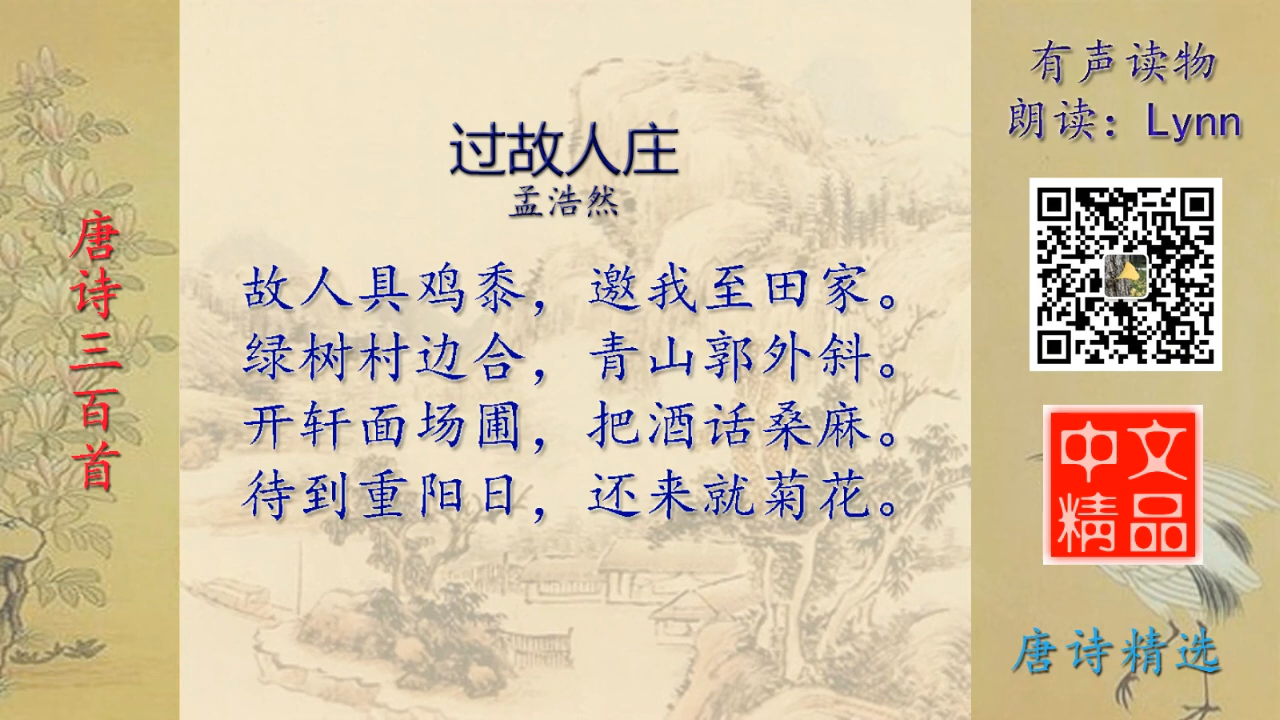 唐诗三百首
过故人庄
孟浩然
故人具鸡黍，邀我至田家。
绿树村边合，青山郭外斜。
开轩面场圃，把酒话桑麻。
待到重阳日，还来就菊花。
有声读物
朗读：Lynn
中文
精品
唐诗精选